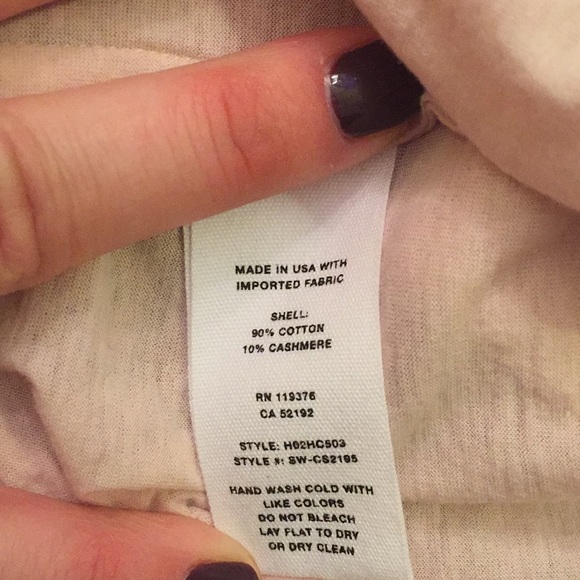 MADE IN USA WITH
IMPORTED FABRIC
SHELL:
90% COTTON
10% CASHMERE
RN 119376
CA 52192
STYLE: H02HC503
STYLE #: SW-CS2195
HAND WASH COLD WITH
LIKE COLORS
DO NOT BLEACH
LAY FLAT TO DRY
OR DRY CLEAN